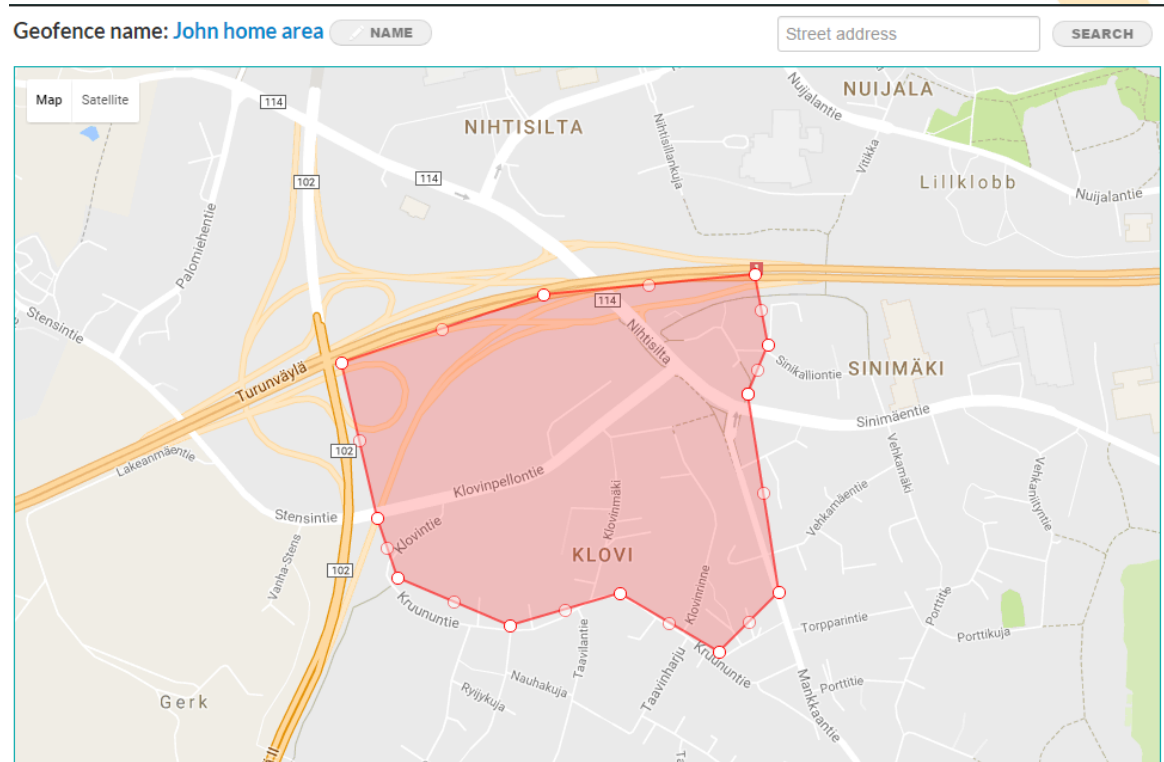 Geofence name: John home area
NAME
Street address
SEARCH
Map
Satellite
114
NIHTISILTA
Nuijalantie
NUIJALA
Nihtisillankuja
Vitikka
102
114
Lillklobb
Nuijalantie
Palomiehentie
Stensintie
114
Nihtisilta
Sinikalliontie
SINIMÄKI
Turunväylä
Sinimäentie
Lakeanmäentie
102
Klovinpellontie
Vehkamäki
Vehkaniityntie
Stensintie
Klovintie
Klovinmäki
Vehkamäentie
Vanha-Stens
102
KLOVI
Klovinrinne
Kruununtie
Porttitie
Torpparintie
Porttikuja
Taavilantie
Kruununtie
Nauhakuja
Taavinharju
Porttitie
Ryijykuja
Gerk
Mankkaantie